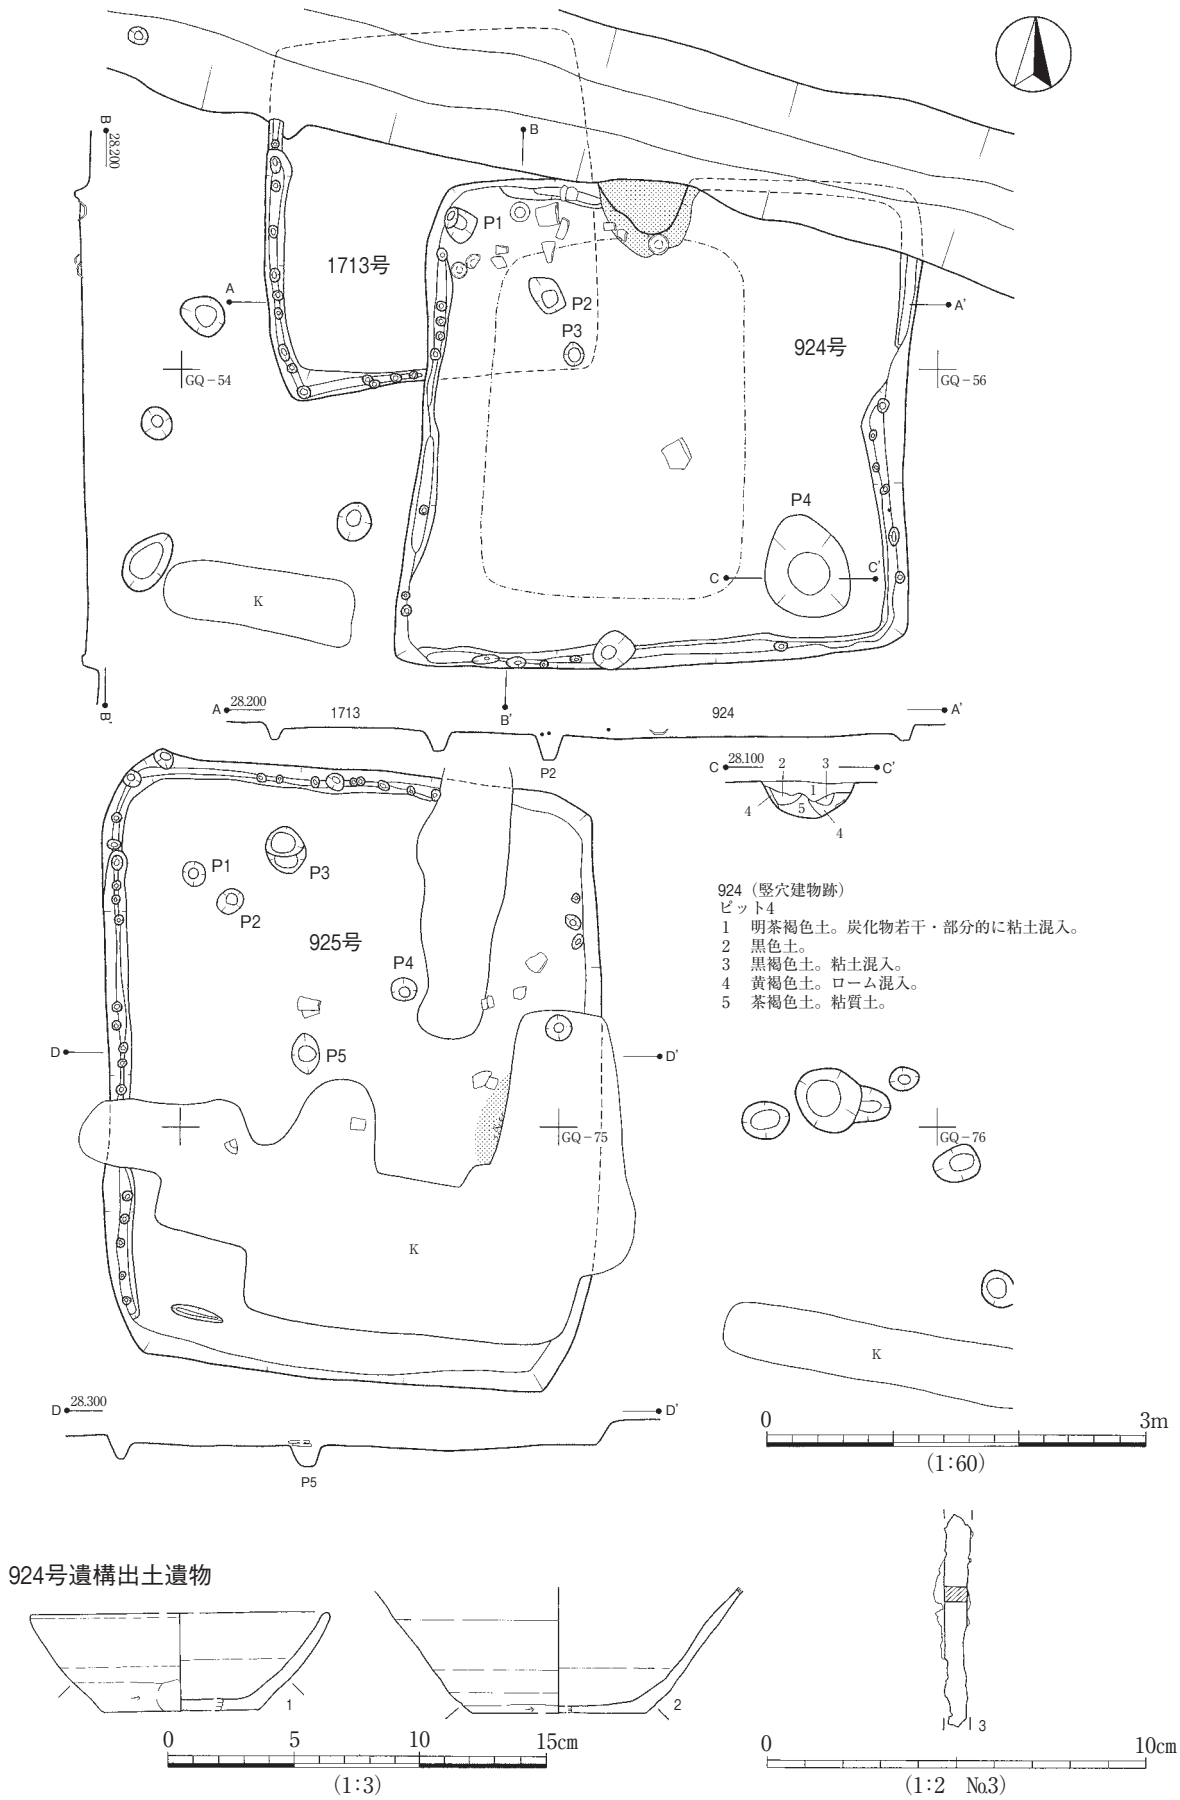 B
28.200
B
P1
1713号
A
P2
A'
P3
924号
GQ-54
GQ-56
P4
C
C'
K
B'
A
28.200
1713
B'
924
A'
P2
C
28.100
2
3
C'
1
4
5
4
P1
P3
P2
925号
P4
D
P5
D'
GQ-75
K
924（竪穴建物跡）
ピット4
1 明茶褐色土。炭化物若干・部分的に粘土混入。
2 黒色土。
3 黒褐色土。粘土混入。
4 黄褐色土。ローム混入。
5 茶褐色土。粘質土。
GQ-76
K
D
28.300
D'
P5
0 3m
(1:60)
924号遺構出土遺物
1
2
3
0 5 10 15cm
(1:3)
0 10cm
(1:2 No.3)